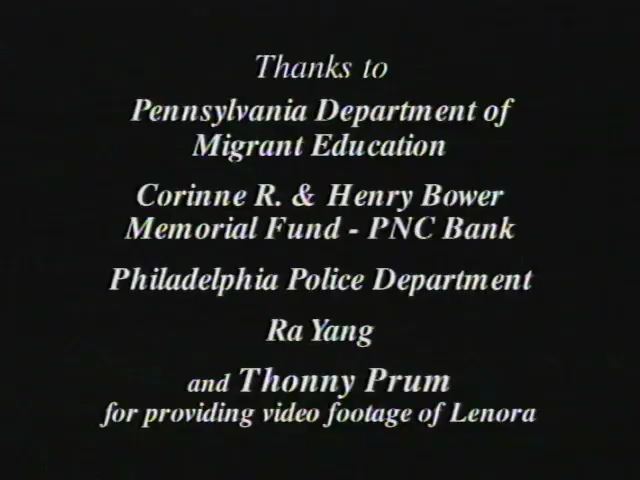 Thanks to
Pennsylvania Department of
Migrant Education
Corinne R. & Henry Bower
Memorial Fund - PNC Bank
Philadelphia Police Department
Ra Yang
and Thonny Prum
for providing video footage of Lenora